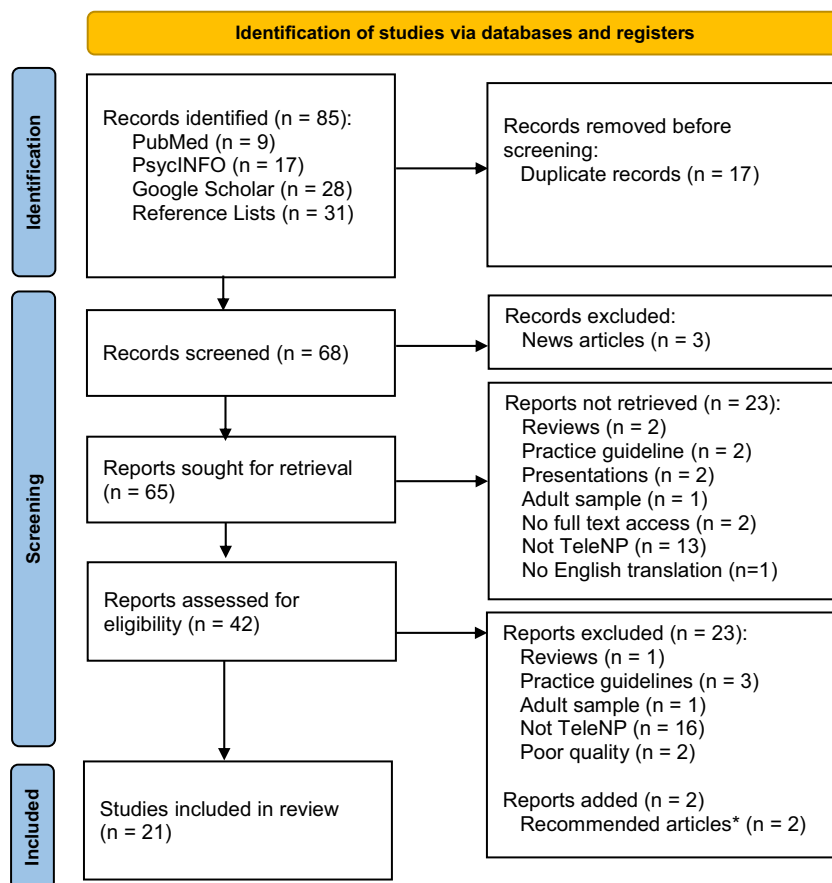 Identification of studies via databases and registers
Identification
Records identified (n = 85):
PubMed (n = 9)
PsycINFO (n = 17)
Google Scholar (n = 28)
Reference Lists (n = 31)
Records removed before
screening:
Duplicate records (n = 17)
Screening
Records screened (n = 68)
Records excluded:
News articles (n = 3)
Reports sought for retrieval
(n = 65)
Reports not retrieved (n = 23):
Reviews (n = 2)
Practice guideline (n = 2)
Presentations (n = 2)
Adult sample (n = 1)
No full text access (n = 2)
Not TeleNP (n = 13)
No English translation (n=1)
Reports assessed for
eligibility (n = 42)
Reports excluded (n = 23):
Reviews (n = 1)
Practice guidelines (n = 3)
Adult sample (n = 1)
Not TeleNP (n = 16)
Poor quality (n = 2)
Reports added (n = 2)
Recommended articles* (n = 2)
Included
Studies included in review
(n = 21)